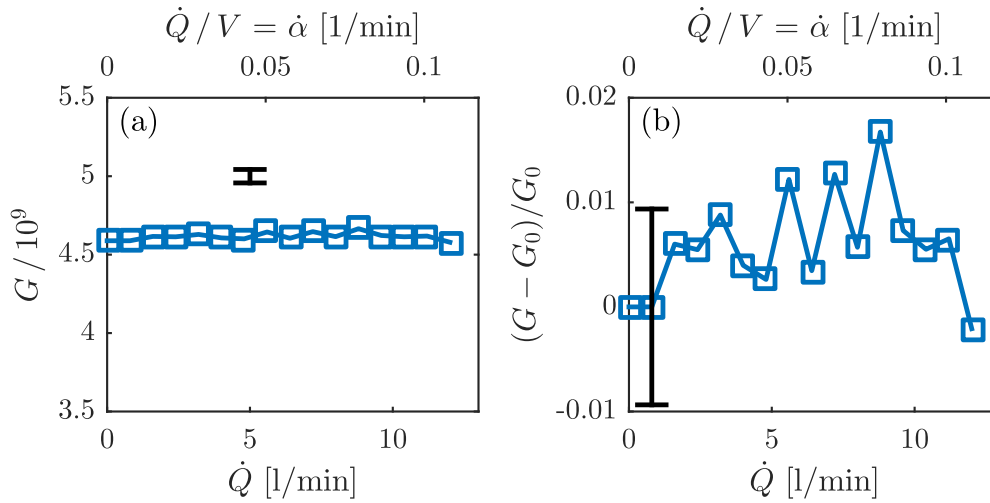 Q̇ / V = α̇ [1/min]
0 0.05 0.1
(a)
5.5
5
4.5
4
3.5
G / 10⁹
0 5 10
Q̇ [l/min]
Q̇ / V = α̇ [1/min]
0 0.05 0.1
(b)
0.02
0.01
0
-0.01
(G − G₀)/G₀
0 5 10
Q̇ [l/min]